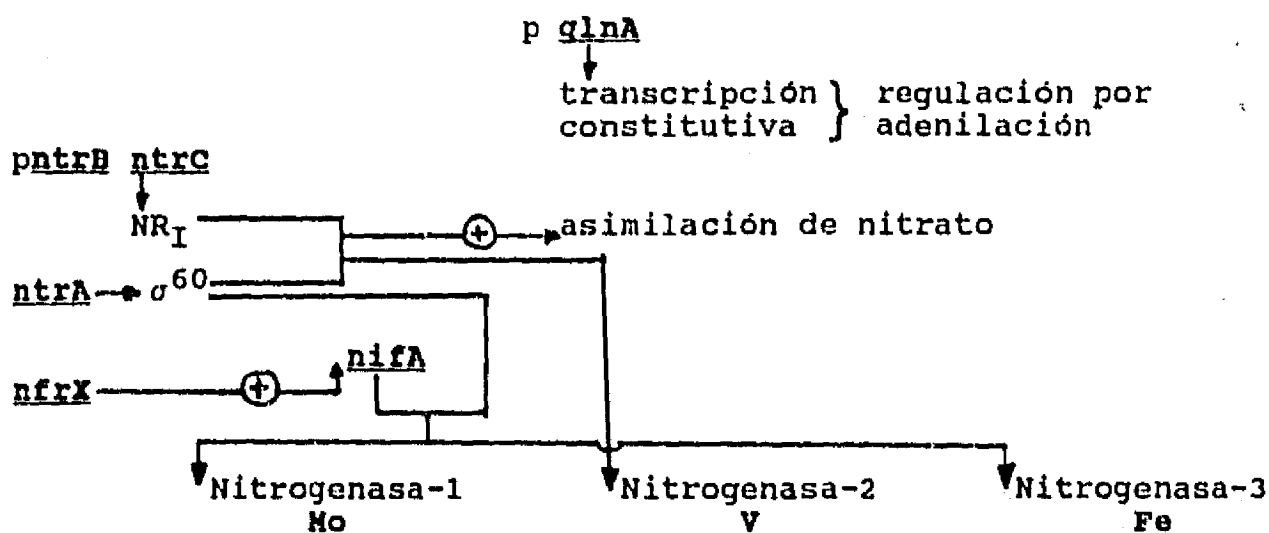 p glnA
transcripción } regulación por
constitutiva } adenilación
pntrB ntrC
NRI
+ asimilación de nitrato
ntrA σ60
nifA
nfrX +
Nitrogenasa-1 Nitrogenasa-2 Nitrogenasa-3
Mo V Fe